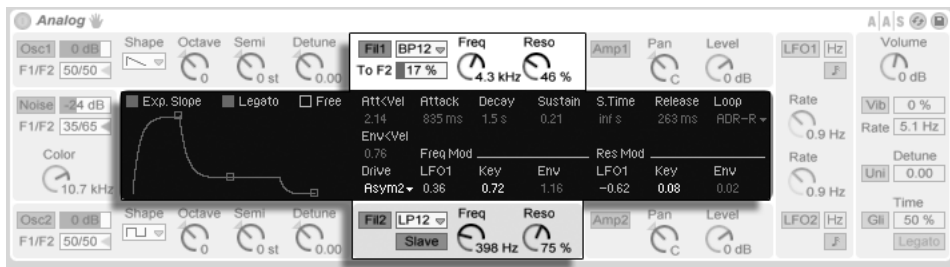 Analog AAS
Osc1 0 dB Shape Octave Semi Detune Fil1 BP12 Freq Reso Amp1 Pan Level LFO1 Hz Volume
F1/F2 50/50 0 0 st 0.00 To F2 17 % 4.3 kHz 46 % C 0 dB 0 dB
Noise -24 dB Exp. Slope Legato Free Att<Vel Attack Decay Sustain S.Time Release Loop Rate Vib 0 %
2.14 835 ms 1.5 s 0.21 inf s 263 ms ADR-R
F1/F2 35/65 Env<Vel 0.9 Hz Rate 5.1 Hz
Color 0.76 Freq Mod Res Mod Rate Detune
Drive LFO1 Key Env LFO1 Key Env Uni 0.00
10.7 kHz Asym2 0.36 0.72 1.16 -0.62 0.08 0.02 0.9 Hz
Osc2 0 dB Shape Octave Semi Detune Fil2 LP12 Freq Reso Amp2 Pan Level LFO2 Hz Time
Gli 50 %
F1/F2 50/50 0 0 st 0.00 Slave 398 Hz 75 % C 0 dB Legato